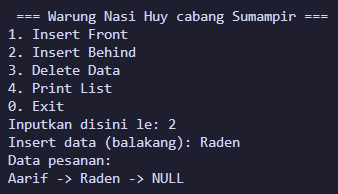 === Warung Nasi Huy cabang Sumampir ===
1. Insert Front
2. Insert Behind
3. Delete Data
4. Print List
0. Exit
Inputkan disini le: 2
Insert data (balakang): Raden
Data pesanan:
Aarif -> Raden -> NULL